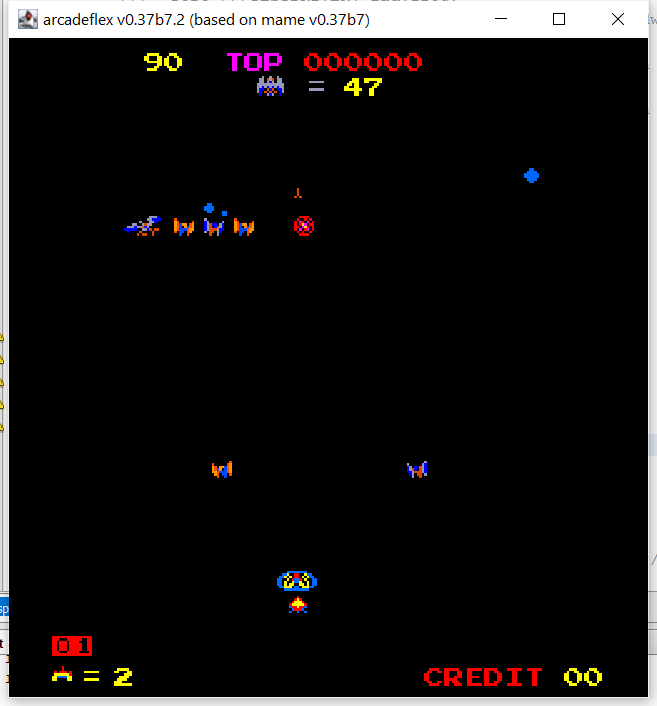 arcadeflex v0.37b7.2 (based on mame v0.37b7)
90 TOP 000000
= 47
01
= 2 CREDIT 00